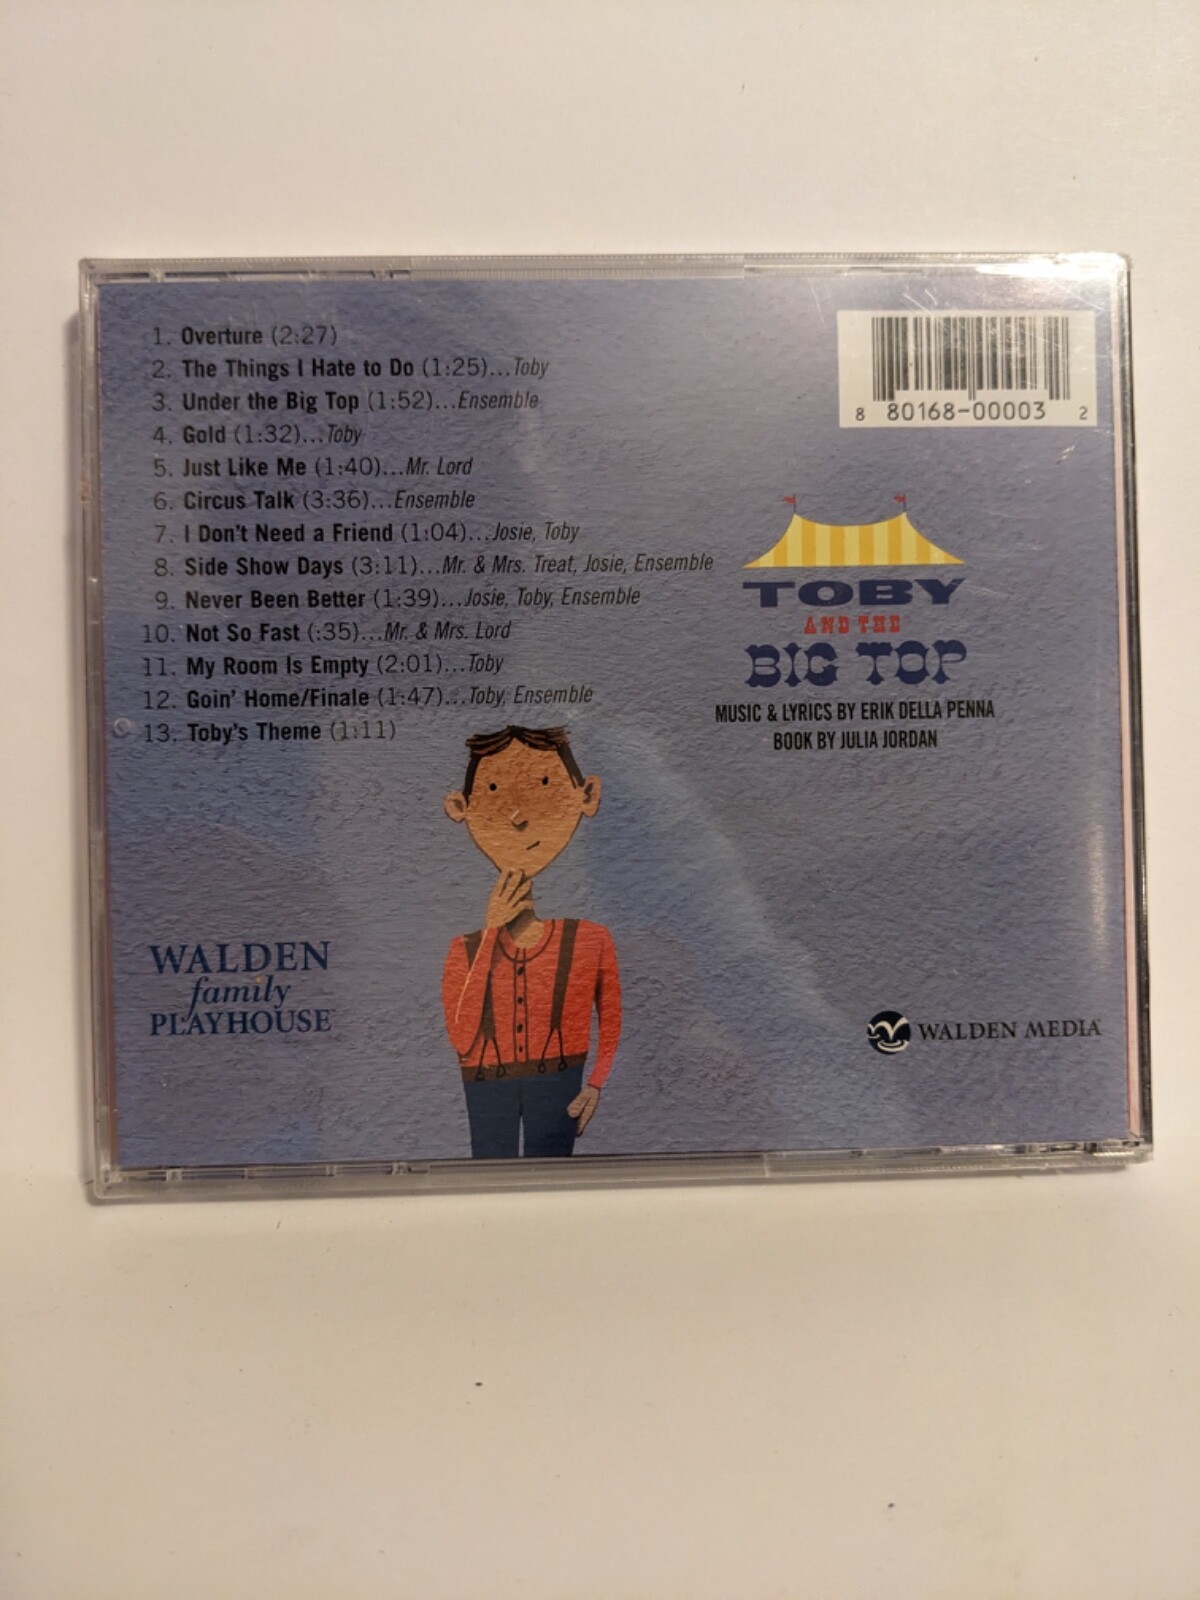 1. Overture (2:27)
2. The Things I Hate to Do (1:25)...Toby
3. Under the Big Top (1:52)...Ensemble
4. Gold (1:32)...Toby
5. Just Like Me (1:40)...Mr. Lord
6. Circus Talk (3:36)...Ensemble
7. I Don't Need a Friend (1:04)...Josie, Toby
8. Side Show Days (3:11)...Mr. & Mrs. Treat, Josie, Ensemble
9. Never Been Better (1:39)...Josie, Toby, Ensemble
10. Not So Fast (:35)...Mr. & Mrs. Lord
11. My Room Is Empty (2:01)...Toby
12. Goin' Home/Finale (1:47)...Toby, Ensemble
13. Toby's Theme (1:11)
8 80168-00003 2
TOBY
AND THE
BIG TOP
MUSIC & LYRICS BY ERIK DELLA PENNA
BOOK BY JULIA JORDAN
WALDEN
family
PLAYHOUSE
WALDEN MEDIA